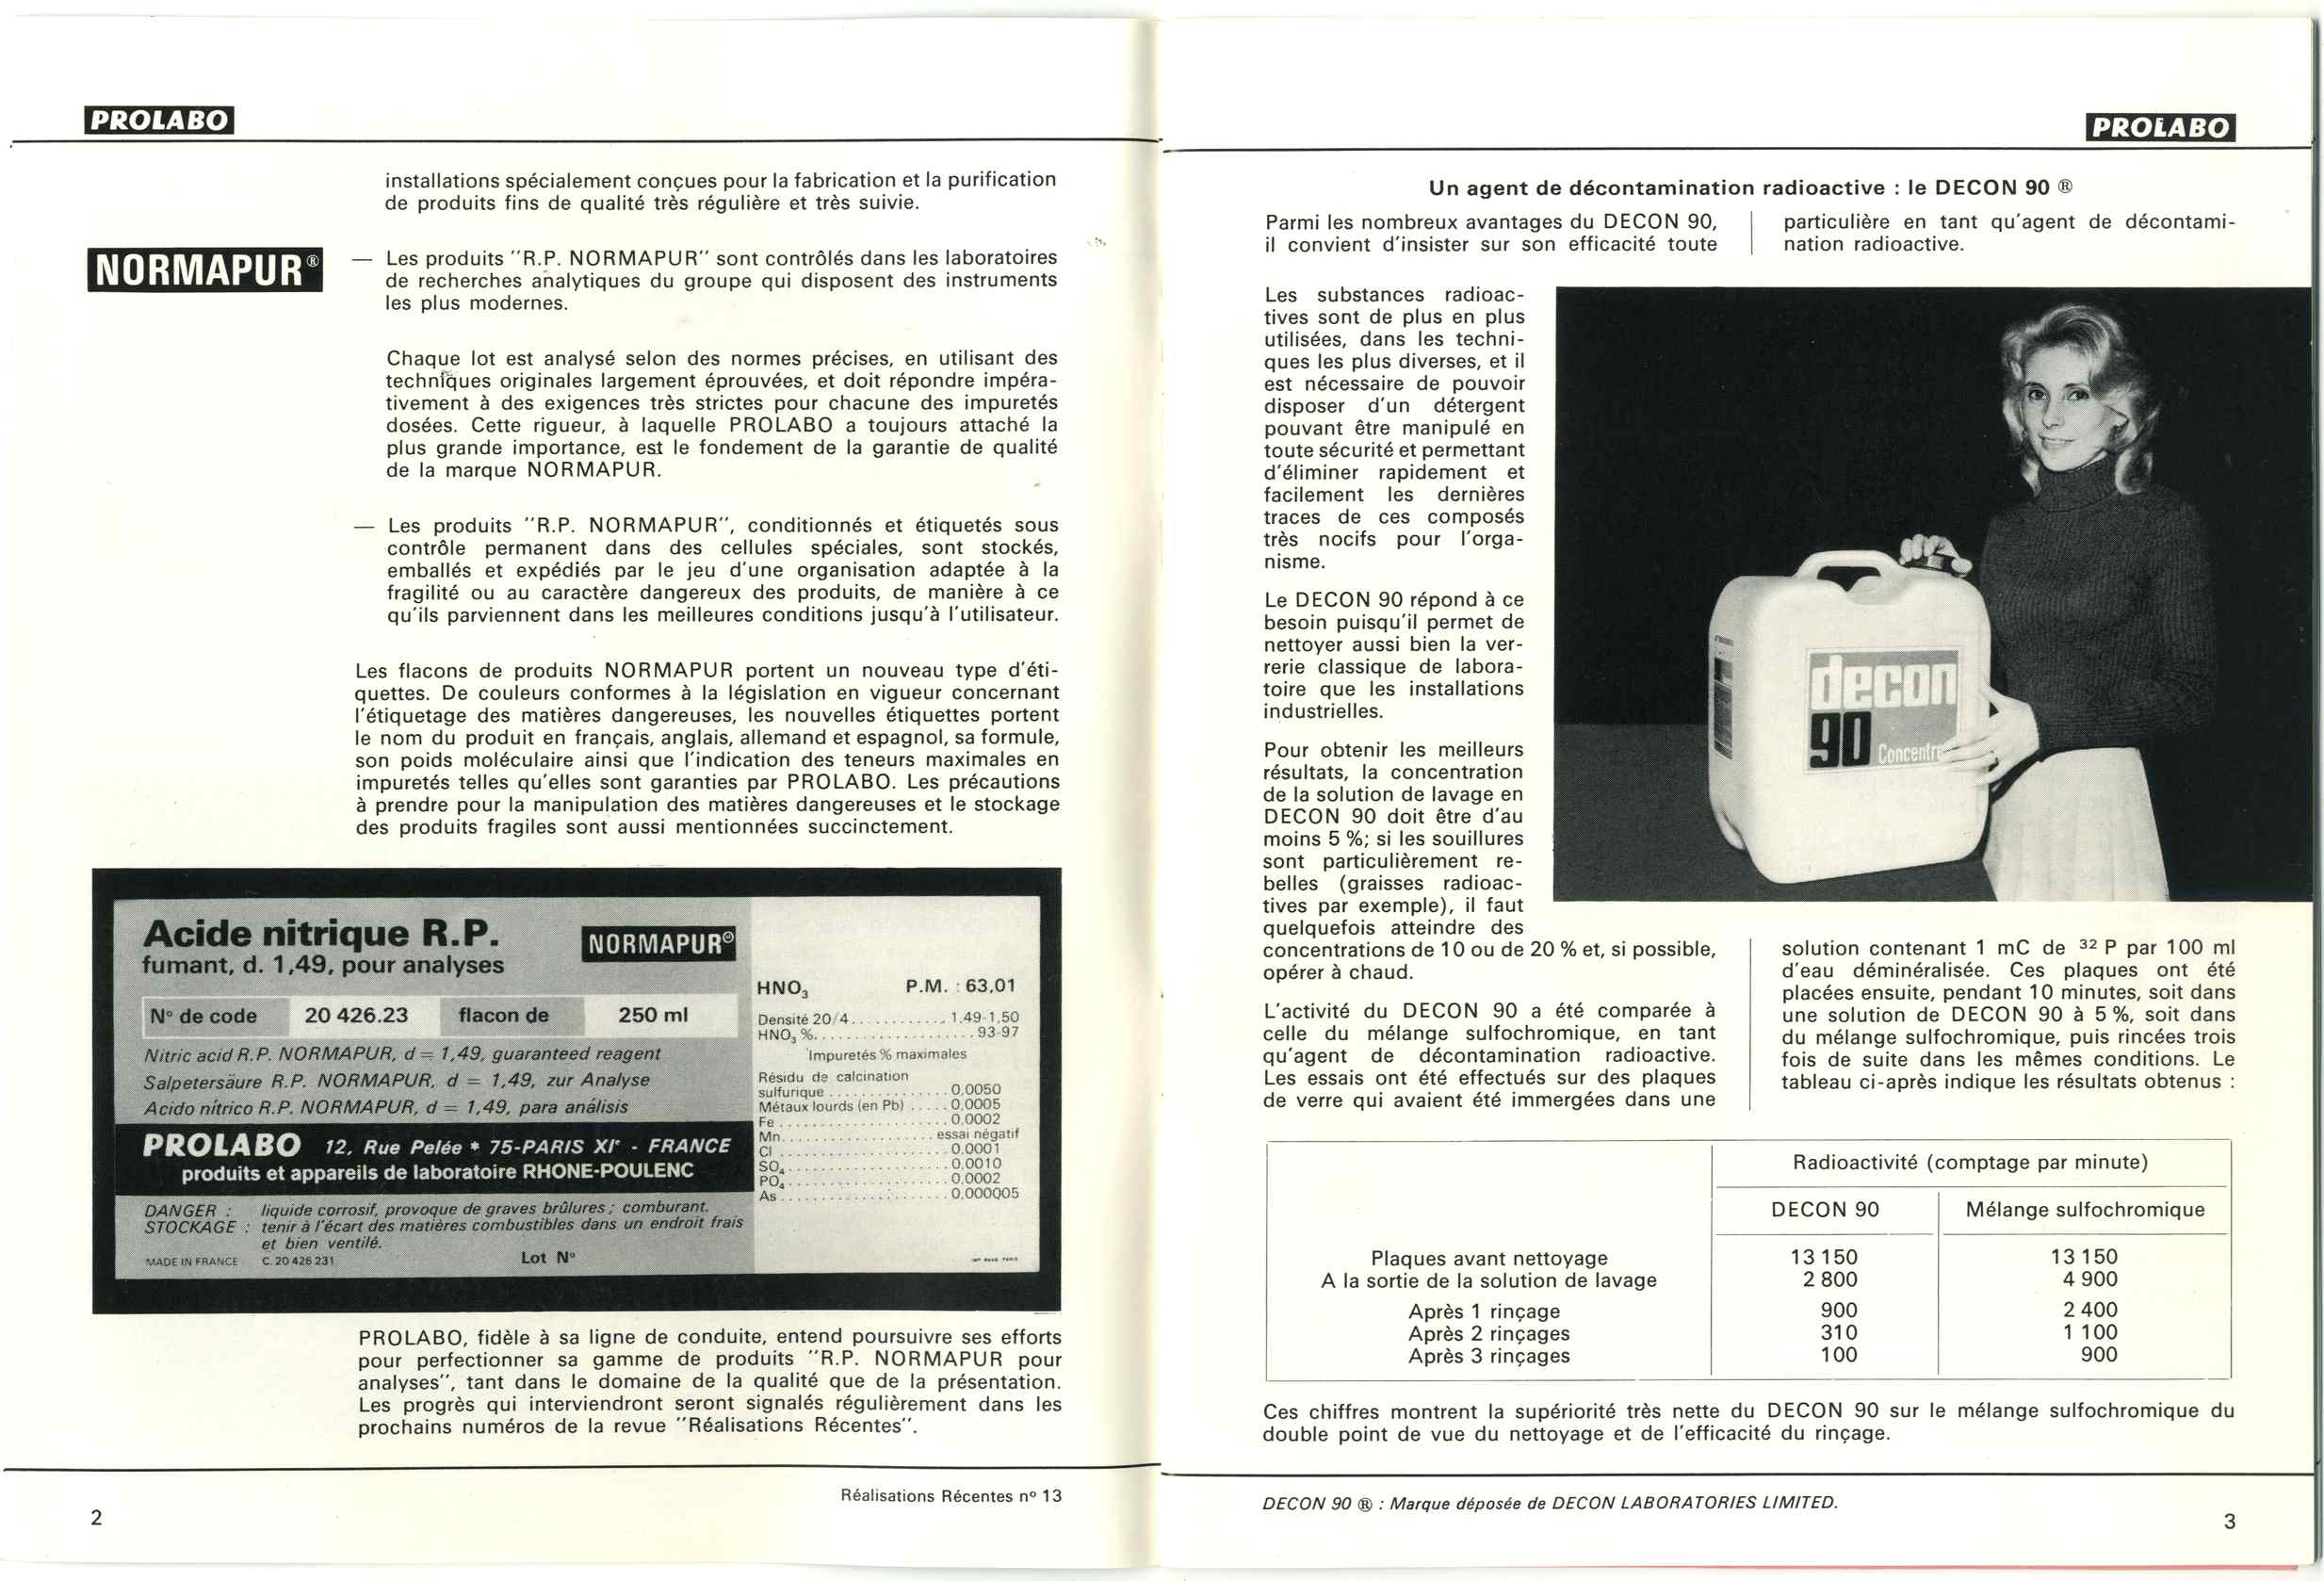 PROLABO
installations spécialement conçues pour la fabrication et la purification
de produits fins de qualité très régulière et très suivie.
NORMAPUR®
— Les produits "R.P. NORMAPUR" sont contrôlés dans les laboratoires
de recherches analytiques du groupe qui disposent des instruments
les plus modernes.
Chaque lot est analysé selon des normes précises, en utilisant des
techniques originales largement éprouvées, et doit répondre impéra-
tivement à des exigences très strictes pour chacune des impuretés
dosées. Cette rigueur, à laquelle PROLABO a toujours attaché la
plus grande importance, est le fondement de la garantie de qualité
de la marque NORMAPUR.
— Les produits "R.P. NORMAPUR", conditionnés et étiquetés sous
contrôle permanent dans des cellules spéciales, sont stockés,
emballés et expédiés par le jeu d'une organisation adaptée à la
fragilité ou au caractère dangereux des produits, de manière à ce
qu'ils parviennent dans les meilleures conditions jusqu'à l'utilisateur.
Les flacons de produits NORMAPUR portent un nouveau type d'éti-
quettes. De couleurs conformes à la législation en vigueur concernant
l'étiquetage des matières dangereuses, les nouvelles étiquettes portent
le nom du produit en français, anglais, allemand et espagnol, sa formule,
son poids moléculaire ainsi que l'indication des teneurs maximales en
impuretés telles qu'elles sont garanties par PROLABO. Les précautions
à prendre pour la manipulation des matières dangereuses et le stockage
des produits fragiles sont aussi mentionnées succinctement.
Acide nitrique R.P.
fumant, d. 1,49, pour analyses
NORMAPUR®
N° de code 20 426.23 flacon de 250 ml
Nitric acid R.P. NORMAPUR, d = 1,49, guaranteed reagent
Salpetersäure R.P. NORMAPUR, d = 1,49, zur Analyse
Acido nítrico R.P. NORMAPUR, d = 1,49, para análisis
PROLABO 12, Rue Pelée * 75-PARIS XIe - FRANCE
produits et appareils de laboratoire RHONE-POULENC
DANGER : liquide corrosif, provoque de graves brûlures ; comburant.
STOCKAGE : tenir à l'écart des matières combustibles dans un endroit frais
et bien ventilé.
MADE IN FRANCE C. 20 426 231 Lot N°
HNO₃ P.M. : 63,01
Densité 20/4 ............ 1,49-1,50
HNO₃ % .................... 93-97
Impuretés % maximales
Résidu de calcination
sulfurique ............... 0,0050
Métaux lourds (en Pb) ..... 0,0005
Fe ...................... 0,0002
Mn ................... essai négatif
Cl ...................... 0,0001
SO₄ ..................... 0,0010
PO₄ ..................... 0,0002
As ...................... 0,000005
PROLABO, fidèle à sa ligne de conduite, entend poursuivre ses efforts
pour perfectionner sa gamme de produits "R.P. NORMAPUR pour
analyses", tant dans le domaine de la qualité que de la présentation.
Les progrès qui interviendront seront signalés régulièrement dans les
prochains numéros de la revue "Réalisations Récentes".
Réalisations Récentes nº 13
2
PROLABO
Un agent de décontamination radioactive : le DECON 90 ®
Parmi les nombreux avantages du DECON 90,
il convient d'insister sur son efficacité toute
particulière en tant qu'agent de décontami-
nation radioactive.
Les substances radioac-
tives sont de plus en plus
utilisées, dans les techni-
ques les plus diverses, et il
est nécessaire de pouvoir
disposer d'un détergent
pouvant être manipulé en
toute sécurité et permettant
d'éliminer rapidement et
facilement les dernières
traces de ces composés
très nocifs pour l'orga-
nisme.
Le DECON 90 répond à ce
besoin puisqu'il permet de
nettoyer aussi bien la ver-
rerie classique de labora-
toire que les installations
industrielles.
Pour obtenir les meilleurs
résultats, la concentration
de la solution de lavage en
DECON 90 doit être d'au
moins 5 %; si les souillures
sont particulièrement re-
belles (graisses radioac-
tives par exemple), il faut
quelquefois atteindre des
concentrations de 10 ou de 20 % et, si possible,
opérer à chaud.
L'activité du DECON 90 a été comparée à
celle du mélange sulfochromique, en tant
qu'agent de décontamination radioactive.
Les essais ont été effectués sur des plaques
de verre qui avaient été immergées dans une
decon
90 Concentré
solution contenant 1 mC de ³² P par 100 ml
d'eau déminéralisée. Ces plaques ont été
placées ensuite, pendant 10 minutes, soit dans
une solution de DECON 90 à 5 %, soit dans
du mélange sulfochromique, puis rincées trois
fois de suite dans les mêmes conditions. Le
tableau ci-après indique les résultats obtenus :
Radioactivité (comptage par minute)
DECON 90 Mélange sulfochromique
Plaques avant nettoyage 13 150 13 150
A la sortie de la solution de lavage 2 800 4 900
Après 1 rinçage 900 2 400
Après 2 rinçages 310 1 100
Après 3 rinçages 100 900
Ces chiffres montrent la supériorité très nette du DECON 90 sur le mélange sulfochromique du
double point de vue du nettoyage et de l'efficacité du rinçage.
DECON 90 ® : Marque déposée de DECON LABORATORIES LIMITED.
3